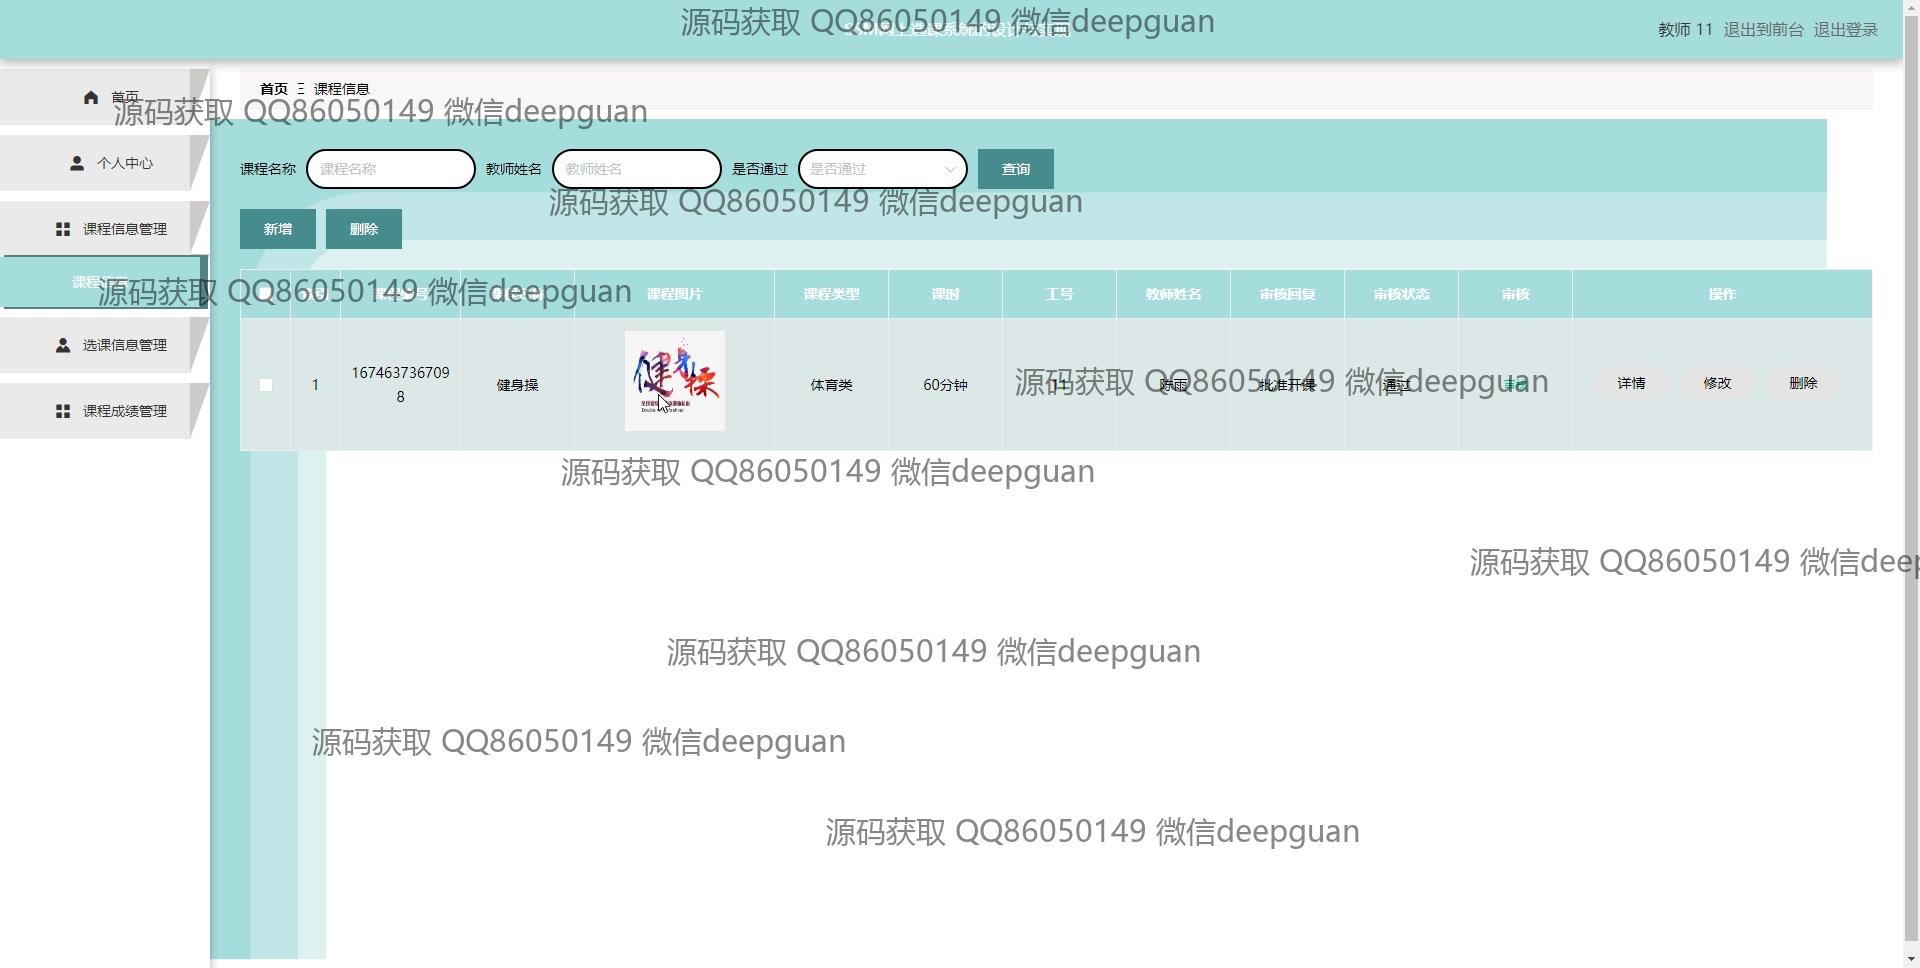 源码获取 QQ86050149 微信deepguan
教师 11 退出到前台 退出登录
首页
个人中心
课程信息管理
选课信息管理
课程成绩管理
首页 课程信息
源码获取 QQ86050149 微信deepguan
课程名称 课程名称 教师姓名 教师姓名 是否通过 是否通过 查询
源码获取 QQ86050149 微信deepguan
新增 删除
源码获取 QQ86050149 微信deepguan
课程图片 课程类型 课时 工号 教师姓名 审核回复 审核状态 审核 操作
1 1674637367098 健身操 健身操 体育类 60分钟 11 陈雨 批准开课 通过 审核 详情 修改 删除
源码获取 QQ86050149 微信deepguan
源码获取 QQ86050149 微信deepguan
源码获取 QQ86050149 微信deep
源码获取 QQ86050149 微信deepguan
源码获取 QQ86050149 微信deepguan
源码获取 QQ86050149 微信deepguan